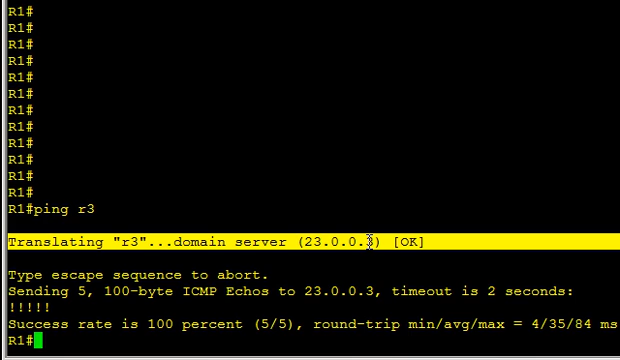 R1#
R1#
R1#
R1#
R1#
R1#
R1#
R1#
R1#
R1#
R1#
R1#
R1#ping r3
Translating "r3"...domain server (23.0.0.3) [OK]
Type escape sequence to abort.
Sending 5, 100-byte ICMP Echos to 23.0.0.3, timeout is 2 seconds:
!!!!!
Success rate is 100 percent (5/5), round-trip min/avg/max = 4/35/84 ms
R1#